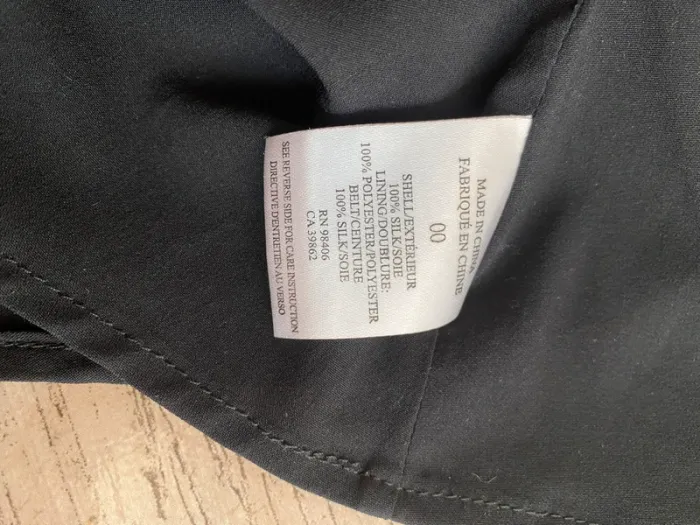 MADE IN CHINA
FABRIQUÉ EN CHINE
00
SHELL/EXTÉRIEUR
100% SILK/SOIE
LINING/DOUBLURE:
100% POLYESTER/POLYESTER
BELT/CEINTURE
100% SILK/SOIE
RN 98406
CA 39862
SEE REVERSE SIDE FOR CARE INSTRUCTION
DIRECTIVE D'ENTRETIEN AU VERSO